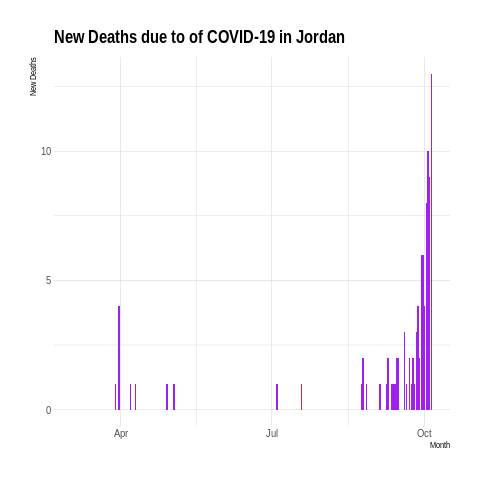 New Deaths due to of COVID-19 in Jordan
New Deaths
10
5
0
Apr
Jul
Oct
Month